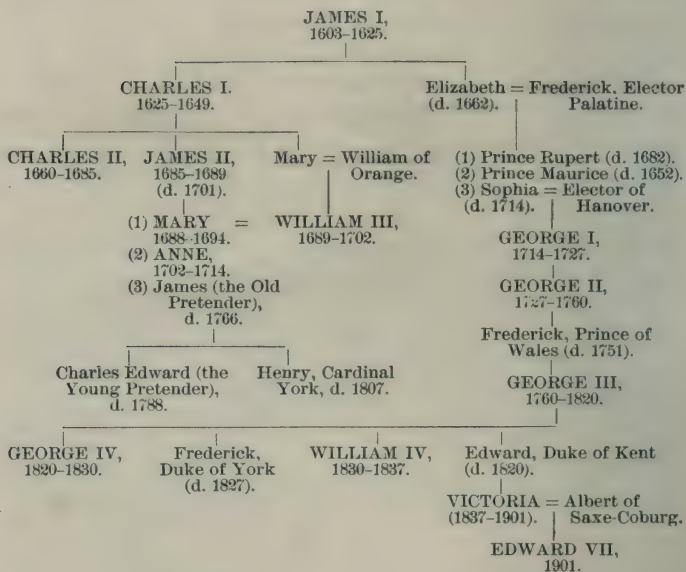 JAMES I,
1603–1625.
CHARLES I.
1625–1649.
Elizabeth = Frederick, Elector
(d. 1662). Palatine.
CHARLES II,
1660–1685.
JAMES II,
1685–1689
(d. 1701).
Mary = William of
Orange.
(1) Prince Rupert (d. 1682).
(2) Prince Maurice (d. 1652).
(3) Sophia = Elector of
(d. 1714). Hanover.
(1) MARY = WILLIAM III,
1688–1694. 1689–1702.
(2) ANNE,
1702–1714.
(3) James (the Old
Pretender),
d. 1766.
GEORGE I,
1714–1727.
GEORGE II,
1727–1760.
Frederick, Prince of
Wales (d. 1751).
Charles Edward (the
Young Pretender),
d. 1788.
Henry, Cardinal
York, d. 1807.
GEORGE III,
1760–1820.
GEORGE IV,
1820–1830.
Frederick,
Duke of York
(d. 1827).
WILLIAM IV,
1830–1837.
Edward, Duke of Kent
(d. 1820).
VICTORIA = Albert of
(1837–1901). Saxe-Coburg.
EDWARD VII,
1901.